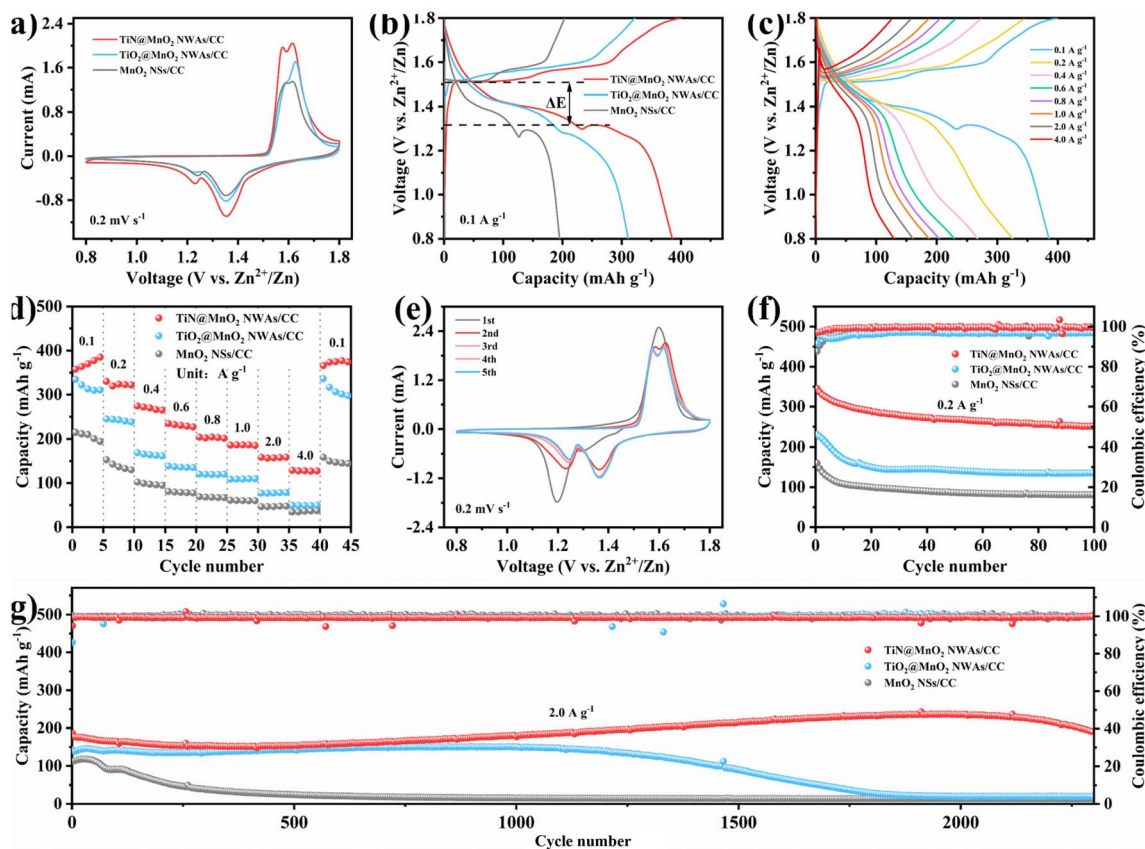 a)
2.4
1.6
0.8
0.0
-0.8
Current (mA)
TiN@MnO₂ NWAs/CC
TiO₂@MnO₂ NWAs/CC
MnO₂ NSs/CC
0.2 mV s⁻¹
0.8 1.0 1.2 1.4 1.6 1.8
Voltage (V vs. Zn²⁺/Zn)
(b)
1.8
1.6
1.4
1.2
1.0
0.8
Voltage (V vs. Zn²⁺/Zn)
TiN@MnO₂ NWAs/CC
TiO₂@MnO₂ NWAs/CC
MnO₂ NSs/CC
ΔE
0.1 A g⁻¹
0 100 200 300 400
Capacity (mAh g⁻¹)
(c)
1.8
1.6
1.4
1.2
1.0
0.8
Voltage (V vs. Zn²⁺/Zn)
0.1 A g⁻¹
0.2 A g⁻¹
0.4 A g⁻¹
0.6 A g⁻¹
0.8 A g⁻¹
1.0 A g⁻¹
2.0 A g⁻¹
4.0 A g⁻¹
0 100 200 300 400
Capacity (mAh g⁻¹)
d)
500
400
300
200
100
0
Capacity (mAh g⁻¹)
TiN@MnO₂ NWAs/CC
TiO₂@MnO₂ NWAs/CC
MnO₂ NSs/CC
Unit: A g⁻¹
0.1
0.2
0.4
0.6
0.8
1.0
2.0
4.0
0.1
0 5 10 15 20 25 30 35 40 45
Cycle number
(e)
2.4
1.2
0.0
-1.2
-2.4
Current (mA)
1st
2nd
3rd
4th
5th
0.2 mV s⁻¹
0.8 1.0 1.2 1.4 1.6 1.8
Voltage (V vs. Zn²⁺/Zn)
(f)
500
400
300
200
100
0
Capacity (mAh g⁻¹)
TiN@MnO₂ NWAs/CC
TiO₂@MnO₂ NWAs/CC
MnO₂ NSs/CC
0.2 A g⁻¹
100
80
60
40
20
0
Coulombic efficiency (%)
0 20 40 60 80 100
Cycle number
g)
500
400
300
200
100
0
Capacity (mAh g⁻¹)
TiN@MnO₂ NWAs/CC
TiO₂@MnO₂ NWAs/CC
MnO₂ NSs/CC
2.0 A g⁻¹
100
80
60
40
20
0
Coulombic efficiency (%)
0 500 1000 1500 2000
Cycle number